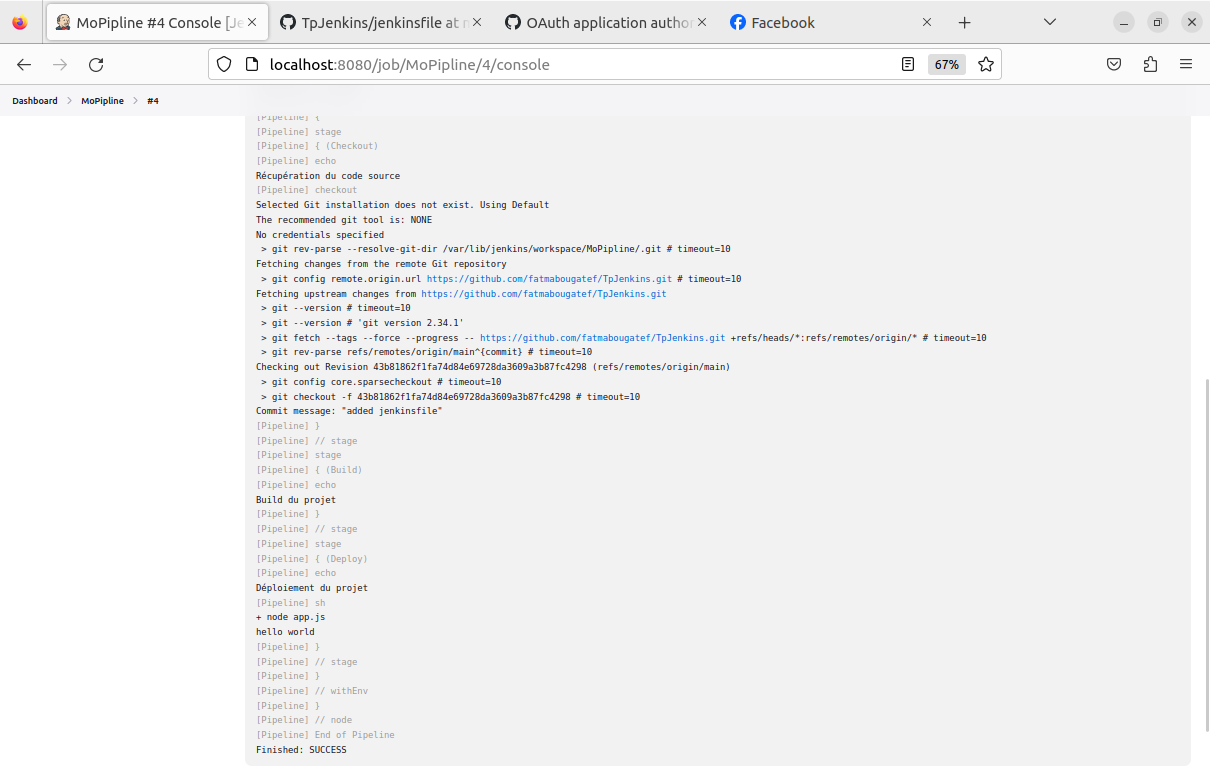 MoPipline #4 Console [Je
TpJenkins/jenkinsfile at r
OAuth application author
Facebook
localhost:8080/job/MoPipline/4/console
67%
Dashboard > MoPipline > #4
[Pipeline] {
[Pipeline] stage
[Pipeline] { (Checkout)
[Pipeline] echo
Récupération du code source
[Pipeline] checkout
Selected Git installation does not exist. Using Default
The recommended git tool is: NONE
No credentials specified
 > git rev-parse --resolve-git-dir /var/lib/jenkins/workspace/MoPipline/.git # timeout=10
Fetching changes from the remote Git repository
 > git config remote.origin.url https://github.com/fatmabougatef/TpJenkins.git # timeout=10
Fetching upstream changes from https://github.com/fatmabougatef/TpJenkins.git
 > git --version # timeout=10
 > git --version # 'git version 2.34.1'
 > git fetch --tags --force --progress -- https://github.com/fatmabougatef/TpJenkins.git +refs/heads/*:refs/remotes/origin/* # timeout=10
 > git rev-parse refs/remotes/origin/main^{commit} # timeout=10
Checking out Revision 43b81862f1fa74d84e69728da3609a3b87fc4298 (refs/remotes/origin/main)
 > git config core.sparsecheckout # timeout=10
 > git checkout -f 43b81862f1fa74d84e69728da3609a3b87fc4298 # timeout=10
Commit message: "added jenkinsfile"
[Pipeline] }
[Pipeline] // stage
[Pipeline] stage
[Pipeline] { (Build)
[Pipeline] echo
Build du projet
[Pipeline] }
[Pipeline] // stage
[Pipeline] stage
[Pipeline] { (Deploy)
[Pipeline] echo
Déploiement du projet
[Pipeline] sh
+ node app.js
hello world
[Pipeline] }
[Pipeline] // stage
[Pipeline] }
[Pipeline] // withEnv
[Pipeline] }
[Pipeline] // node
[Pipeline] End of Pipeline
Finished: SUCCESS